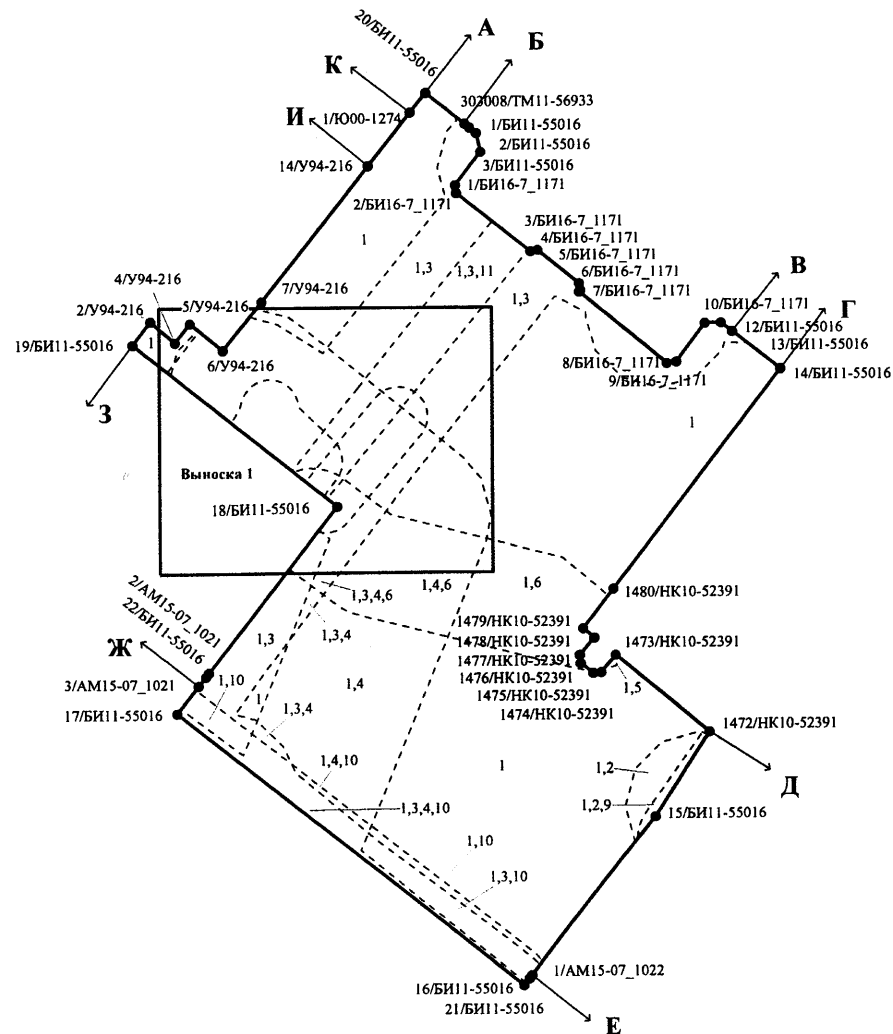 А
20/БИ11-55016
Б
К
303008/ТМ11-56933
И
1/Ю00-1274
1/БИ11-55016
2/БИ11-55016
14/У94-216
3/БИ11-55016
1/БИ16-7_1171
2/БИ16-7_1171
3/БИ16-7_1171
1
4/БИ16-7_1171
5/БИ16-7_1171
4/У94-216
1,3
1,3,11
6/БИ16-7_1171
В
2/У94-216
5/У94-216
7/У94-216
1,3
7/БИ16-7_1171
Г
10/БИ16-7_1171
12/БИ11-55016
19/БИ11-55016
1
13/БИ11-55016
6/У94-216
8/БИ16-7_1171
9/БИ16-7_1171
14/БИ11-55016
З
1
Выноска 1
18/БИ11-55016
2/АМ15-07_1021
22/БИ11-55016
1,3,4,6
1,4,6
1,6
1480/НК10-52391
1479/НК10-52391
Ж
1,3
1,3,4
1478/НК10-52391
1473/НК10-52391
1477/НК10-52391
3/АМ15-07_1021
1,10
1476/НК10-52391
1,5
1
1,4
1475/НК10-52391
17/БИ11-55016
1,3,4
1474/НК10-52391
1472/НК10-52391
1,4,10
1
1,2
Д
1,3,4,10
1,2,9
15/БИ11-55016
1,10
1,3,10
1/АМ15-07_1022
16/БИ11-55016
21/БИ11-55016
Е